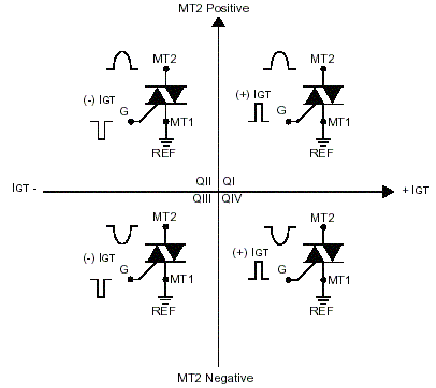 MT2 Positive
MT2
(-) IGT
G
MT1
REF
MT2
(+) IGT
G
MT1
REF
QII QI
IGT -
+ IGT
QIII QIV
MT2
(-) IGT
G
MT1
REF
MT2
(+) IGT
G
MT1
REF
MT2 Negative